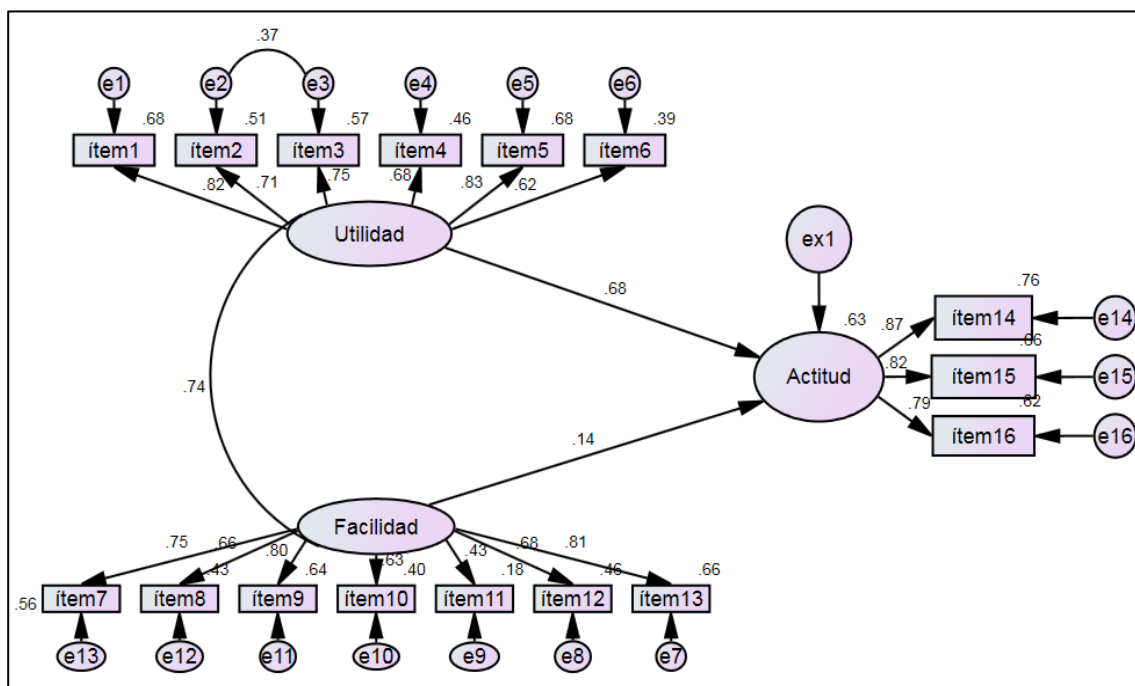 .37
e1 e2 e3 e4 e5 e6
.68 .51 .57 .46 .68 .39
ítem1 ítem2 ítem3 ítem4 ítem5 ítem6
.82 .71 .75 .68 .83 .62
Utilidad
ex1
.68
.76
.63 .87 ítem14 e14
.66
.74
Actitud .82 ítem15 e15
.62
.79 ítem16 e16
.14
Facilidad
.75 .66 .80 .63 .43 .68 .81
.43 .64 .40 .18 .46 .66
.56 ítem7 ítem8 ítem9 ítem10 ítem11 ítem12 ítem13
e13 e12 e11 e10 e9 e8 e7